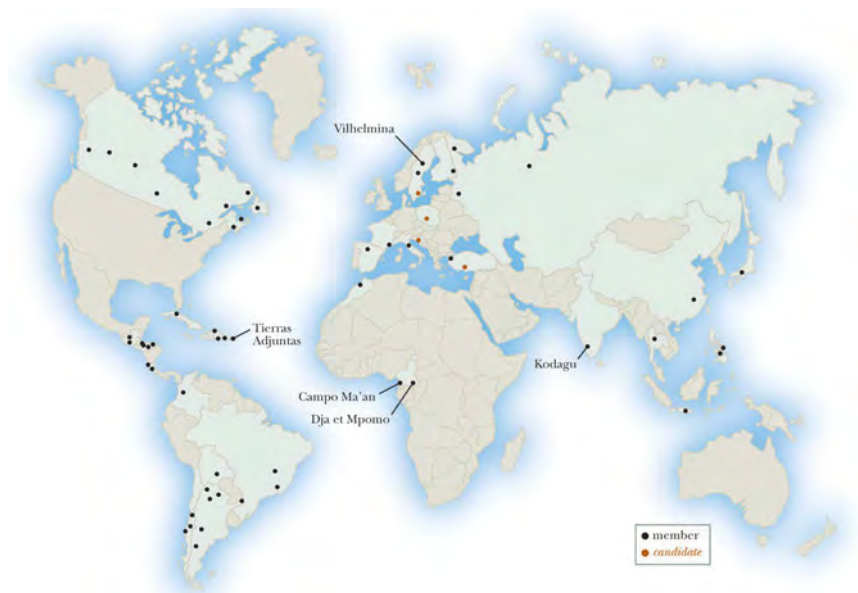 Vilhelmina
Tierras
Adjuntas
Kodagu
Campo Ma'an
Dja et Mpomo
member
candidate